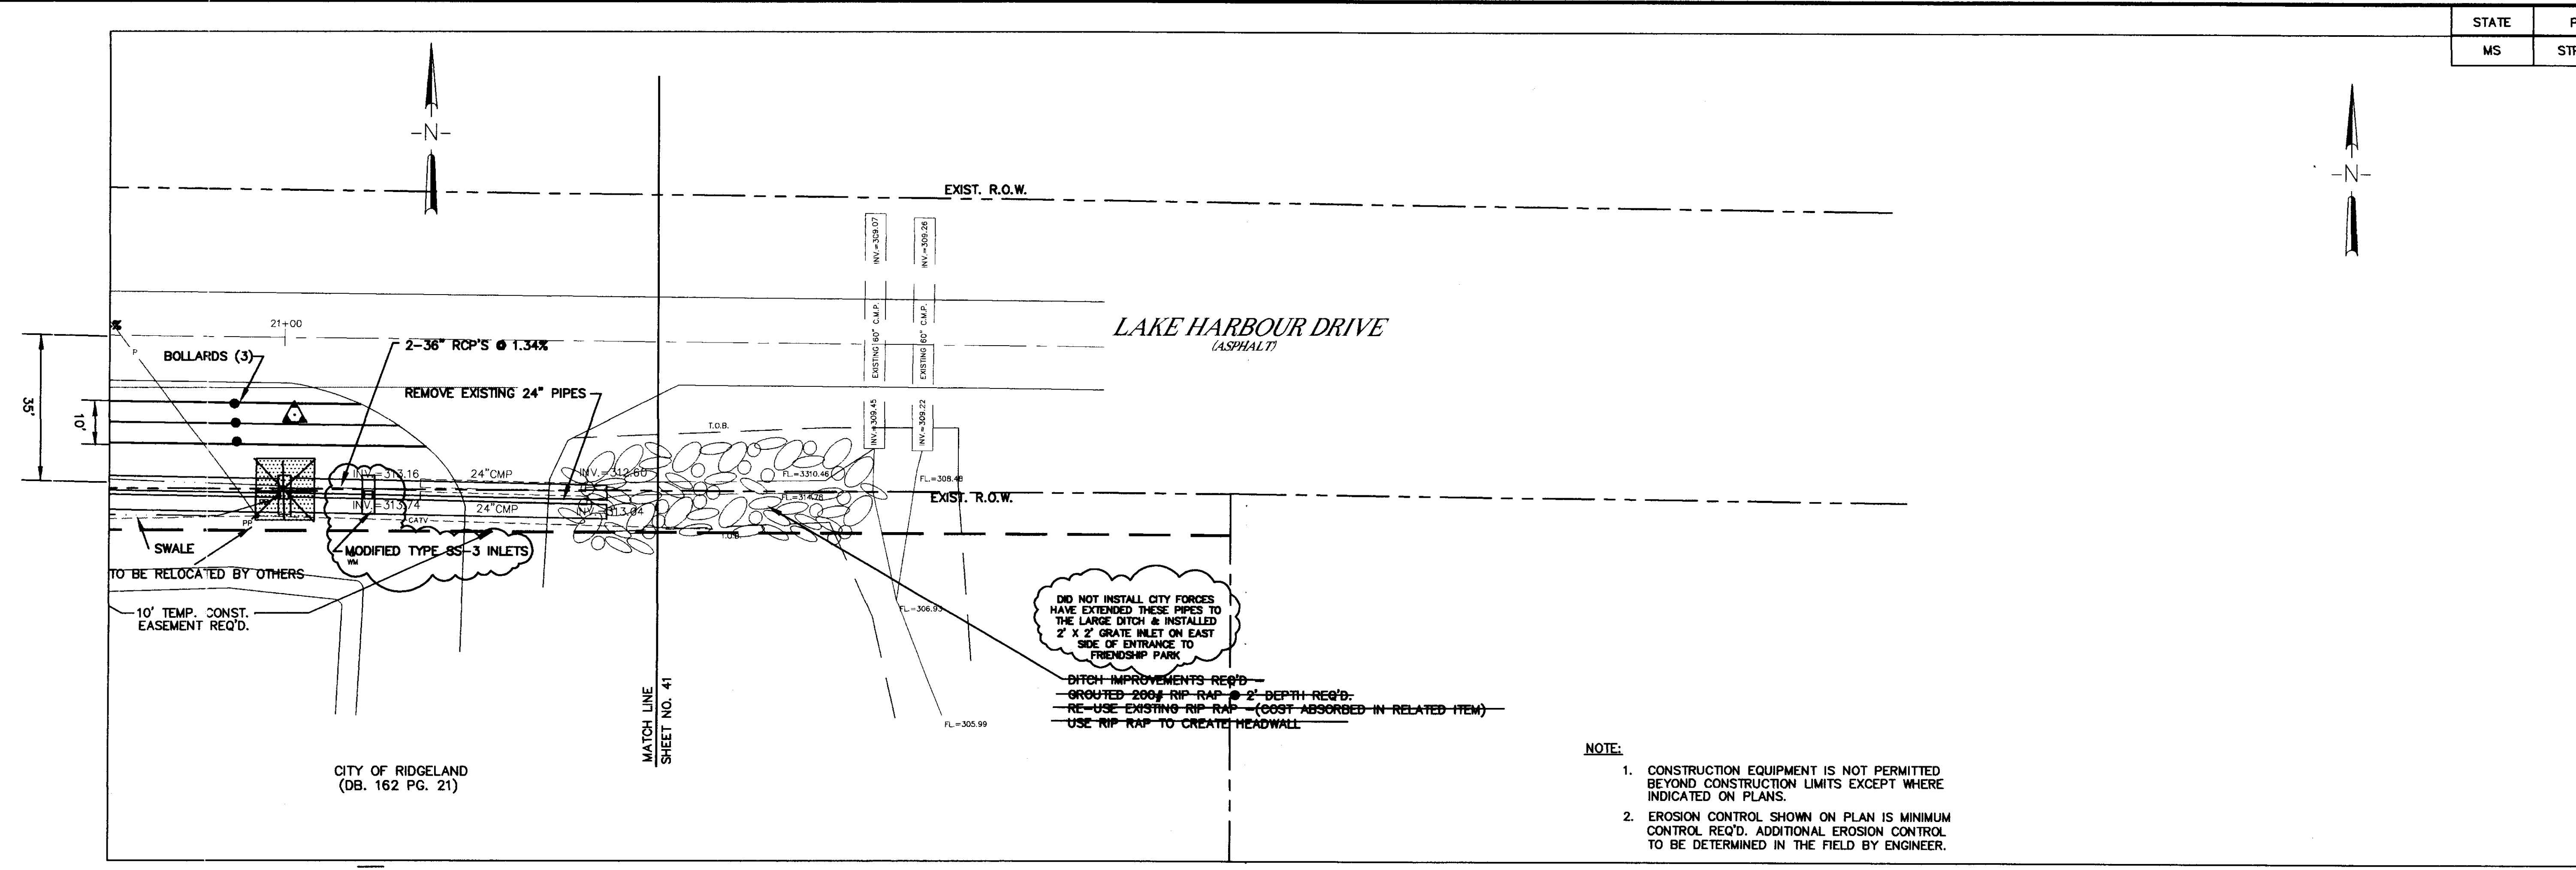 STATE
MS
-N-
-N-
EXIST. R.O.W.
INV.=309.07
INV.=309.26
EXISTING 60" C.M.P.
EXISTING 60" C.M.P.
INV.=309.45
INV.=309.22
LAKE HARBOUR DRIVE
(ASPHALT)
21+00
P
BOLLARDS (3)
2-36" RCP'S @ 1.34%
REMOVE EXISTING 24" PIPES
35'
10'
T.O.B.
INV.=313.16
24"CMP
INV.=312.60
FL.=3310.46
FL.=308.48
FL.=314.78
EXIST. R.O.W.
INV.=313.74
24"CMP
INV.=313.04
PP
CATV
T.O.B.
SWALE
MODIFIED TYPE SS-3 INLETS
WM
TO BE RELOCATED BY OTHERS
10' TEMP. CONST.
EASEMENT REQ'D.
FL.=306.93
FL.=305.99
DID NOT INSTALL CITY FORCES
HAVE EXTENDED THESE PIPES TO
THE LARGE DITCH & INSTALLED
2' X 2' GRATE INLET ON EAST
SIDE OF ENTRANCE TO
FRIENDSHIP PARK
DITCH IMPROVEMENTS REQ'D -
GROUTED 200# RIP RAP @ 2' DEPTH REQ'D.
RE-USE EXISTING RIP RAP -(COST ABSORBED IN RELATED ITEM)
USE RIP RAP TO CREATE HEADWALL
MATCH LINE
SHEET NO. 41
CITY OF RIDGELAND
(DB. 162 PG. 21)
NOTE:
1. CONSTRUCTION EQUIPMENT IS NOT PERMITTED
BEYOND CONSTRUCTION LIMITS EXCEPT WHERE
INDICATED ON PLANS.
2. EROSION CONTROL SHOWN ON PLAN IS MINIMUM
CONTROL REQ'D. ADDITIONAL EROSION CONTROL
TO BE DETERMINED IN THE FIELD BY ENGINEER.